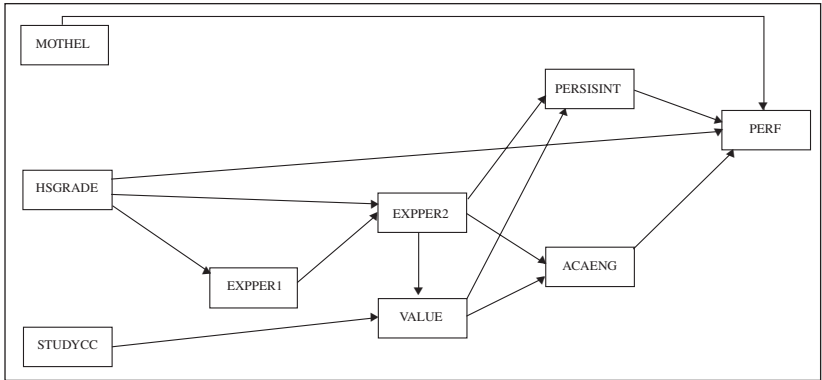 MOTHEL
PERSISINT
PERF
HSGRADE
EXPPER2
ACAENG
EXPPER1
VALUE
STUDYCC